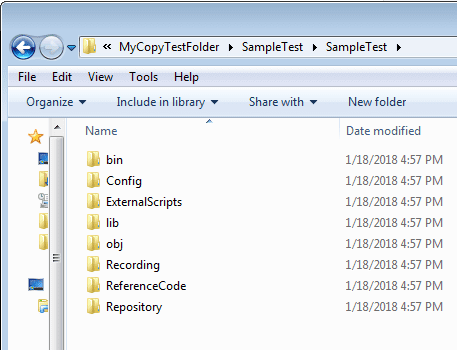 « MyCopyTestFolder ▸ SampleTest ▸ SampleTest ▸
File Edit View Tools Help
Organize ▾ Include in library ▾ Share with ▾ New folder
Name Date modified
bin 1/18/2018 4:57 PM
Config 1/18/2018 4:57 PM
ExternalScripts 1/18/2018 4:57 PM
lib 1/18/2018 4:57 PM
obj 1/18/2018 4:57 PM
Recording 1/18/2018 4:57 PM
ReferenceCode 1/18/2018 4:57 PM
Repository 1/18/2018 4:57 PM